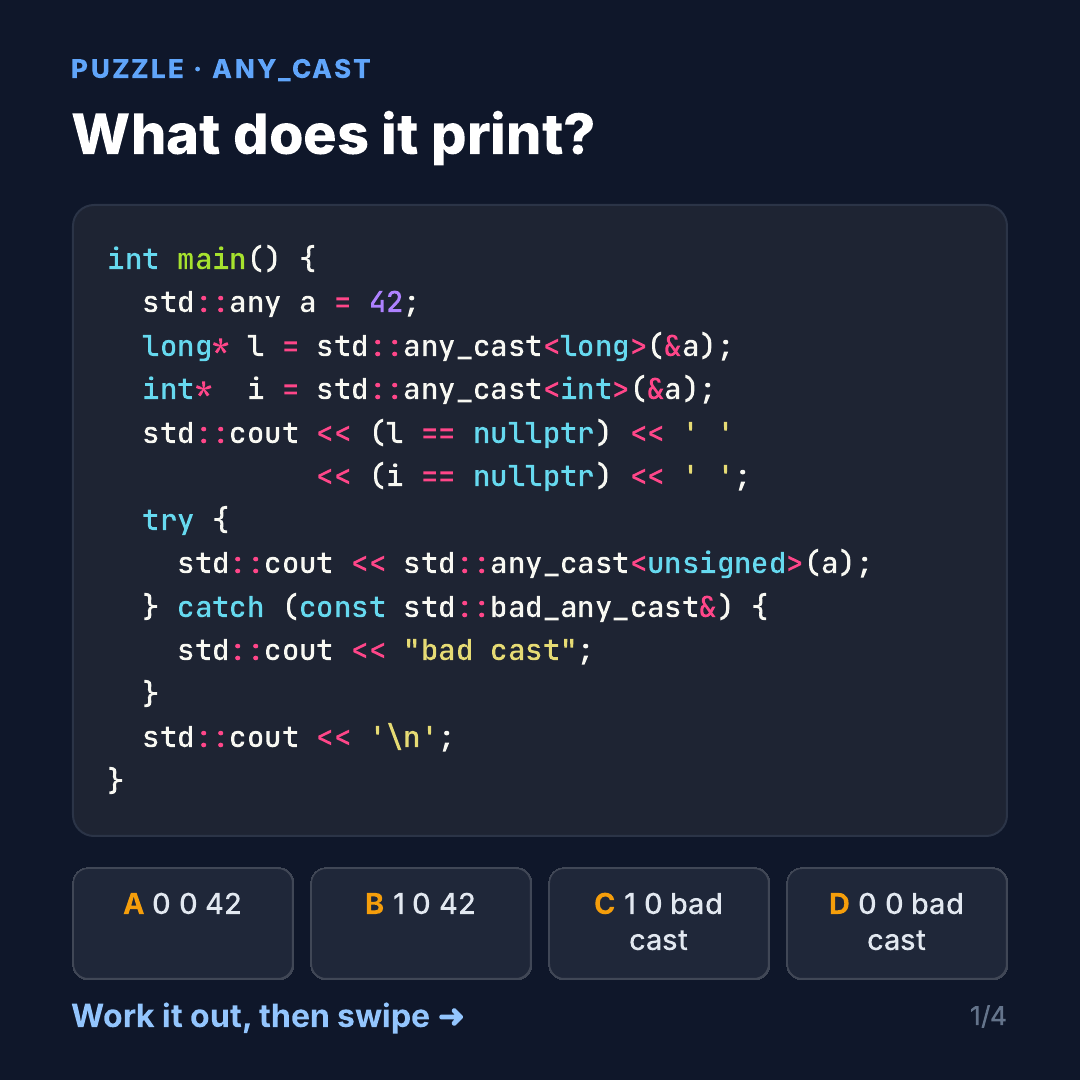 PUZZLE · ANY_CAST
What does it print?
int main() {
  std::any a = 42;
  long* l = std::any_cast<long>(&a);
  int*  i = std::any_cast<int>(&a);
  std::cout << (l == nullptr) << ' '
            << (i == nullptr) << ' ';
  try {
    std::cout << std::any_cast<unsigned>(a);
  } catch (const std::bad_any_cast&) {
    std::cout << "bad cast";
  }
  std::cout << '\n';
}
A 0 0 42
B 1 0 42
C 1 0 bad
cast
D 0 0 bad
cast
Work it out, then swipe ➜
1/4